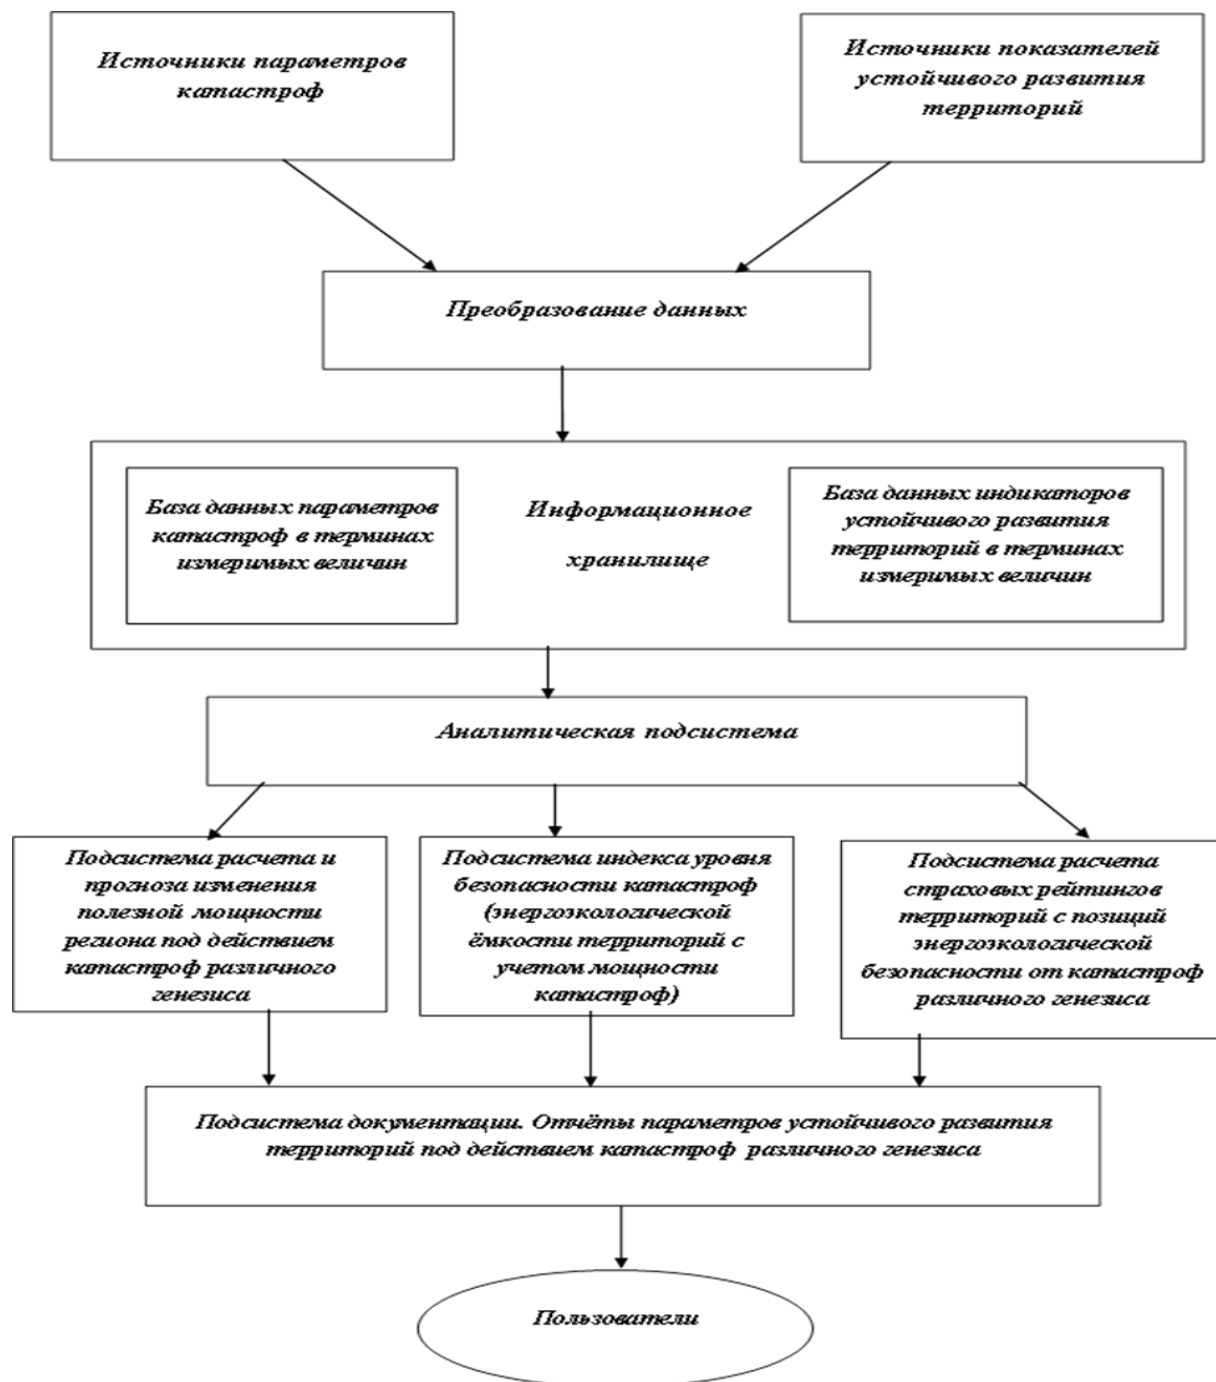 Источники параметров
катастроф
Источники показателей
устойчивого развития
территорий
Преобразование данных
База данных параметров
катастроф в терминах
измеримых величин
Информационное
хранилище
База данных индикаторов
устойчивого развития
территорий в терминах
измеримых величин
Аналитическая подсистема
Подсистема расчета и
прогноза изменения
полезной мощности
региона под действием
катастроф различного
генезиса
Подсистема индекса уровня
безопасности катастроф
(энергоэкологической
ёмкости территорий с
учетом мощности
катастроф)
Подсистема расчета
страховых рейтингов
территорий с позиций
энергоэкологической
безопасности от катастроф
различного генезиса
Подсистема документации. Отчёты параметров устойчивого развития
территорий под действием катастроф различного генезиса
Пользователи